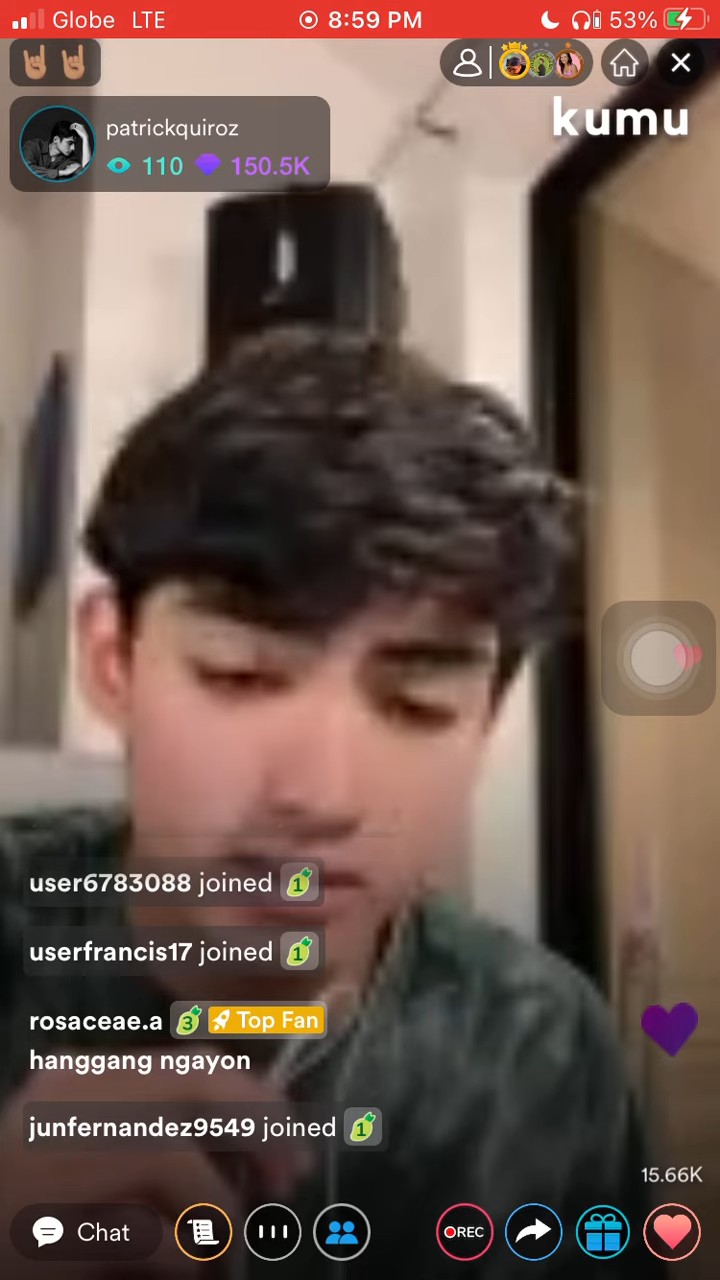 Globe LTE 8:59 PM 53%
patrickquiroz
110 150.5K
kumu
user6783088 joined 1
userfrancis17 joined 1
rosaceae.a 3 Top Fan
hanggang ngayon
junfernandez9549 joined 1
15.66K
Chat REC